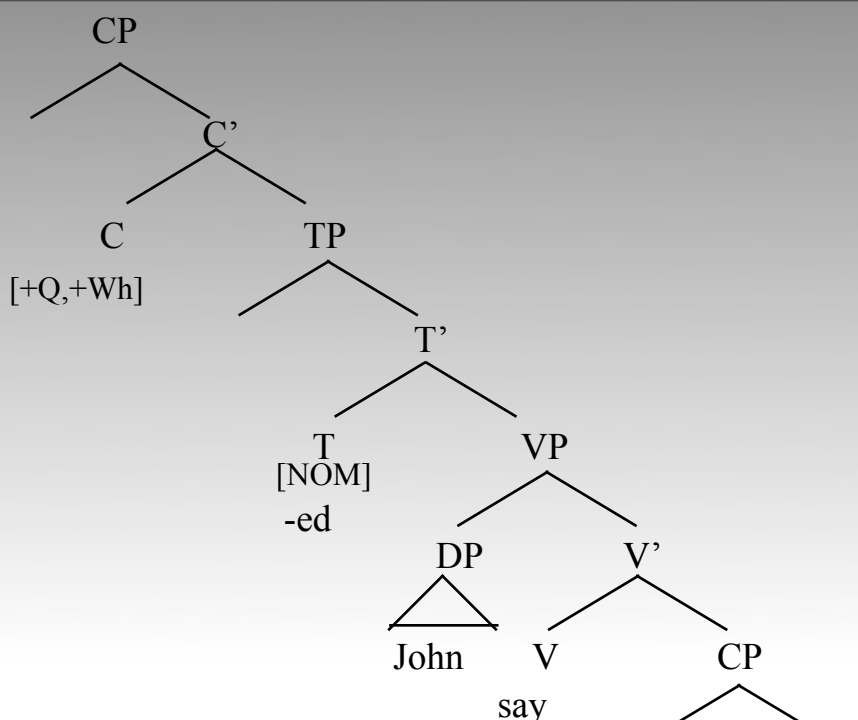 CP
C’
C TP
[+Q,+Wh]
T’
T VP
[NOM]
-ed
DP V’
John V CP
say